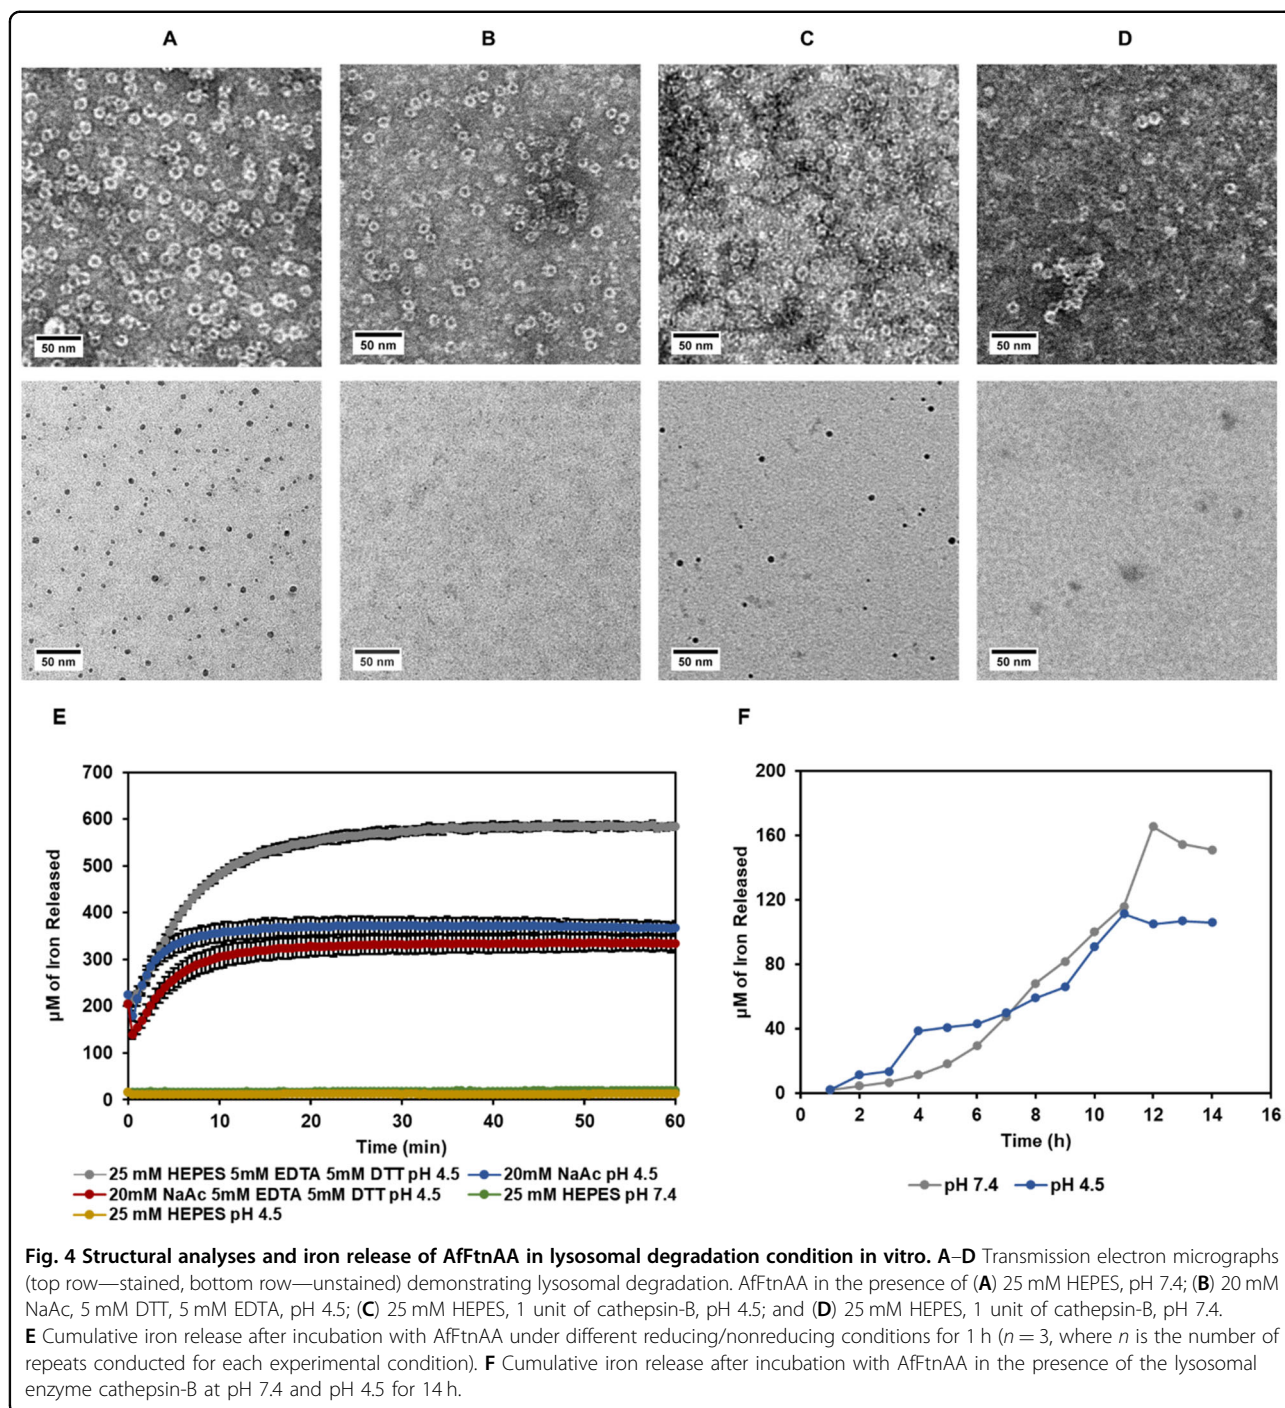 A
B
C
D
50 nm
50 nm
50 nm
50 nm
50 nm
50 nm
50 nm
50 nm
E
F
700
600
500
400
300
200
100
0
µM of Iron Released
0
10
20
30
40
50
60
Time (min)
25 mM HEPES 5mM EDTA 5mM DTT pH 4.5
20mM NaAc pH 4.5
20mM NaAc 5mM EDTA 5mM DTT pH 4.5
25 mM HEPES pH 7.4
25 mM HEPES pH 4.5
200
160
120
80
40
0
µM of Iron Released
0
2
4
6
8
10
12
14
16
Time (h)
pH 7.4
pH 4.5
Fig. 4 Structural analyses and iron release of AfFtnAA in lysosomal degradation condition in vitro. A–D Transmission electron micrographs
(top row—stained, bottom row—unstained) demonstrating lysosomal degradation. AfFtnAA in the presence of (A) 25 mM HEPES, pH 7.4; (B) 20 mM
NaAc, 5 mM DTT, 5 mM EDTA, pH 4.5; (C) 25 mM HEPES, 1 unit of cathepsin-B, pH 4.5; and (D) 25 mM HEPES, 1 unit of cathepsin-B, pH 7.4.
E Cumulative iron release after incubation with AfFtnAA under different reducing/nonreducing conditions for 1 h (n = 3, where n is the number of
repeats conducted for each experimental condition). F Cumulative iron release after incubation with AfFtnAA in the presence of the lysosomal
enzyme cathepsin-B at pH 7.4 and pH 4.5 for 14 h.